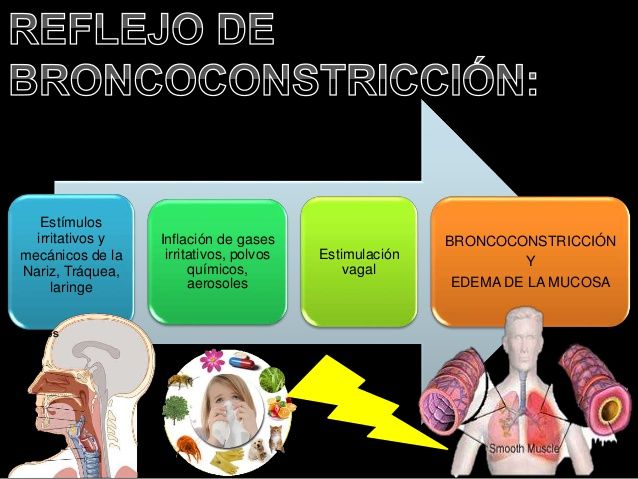 REFLEJO DE
BRONCOCONSTRICCIÓN:
Estímulos
irritativos y
mecánicos de la
Nariz, Tráquea,
laringe
Inflación de gases
irritativos, polvos
químicos,
aerosoles
Estimulación
vagal
BRONCOCONSTRICCIÓN
Y
EDEMA DE LA MUCOSA
Smooth Muscle